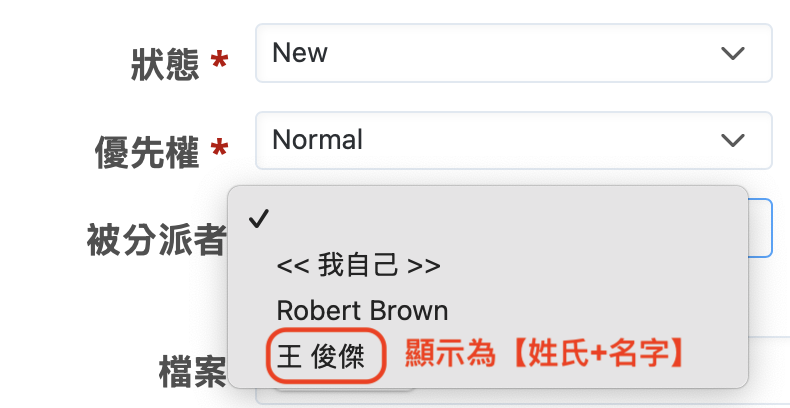 狀態 *
New
優先權 *
Normal
被分派者
✓
<< 我自己 >>
Robert Brown
王 俊傑
顯示為【姓氏+名字】
檔案